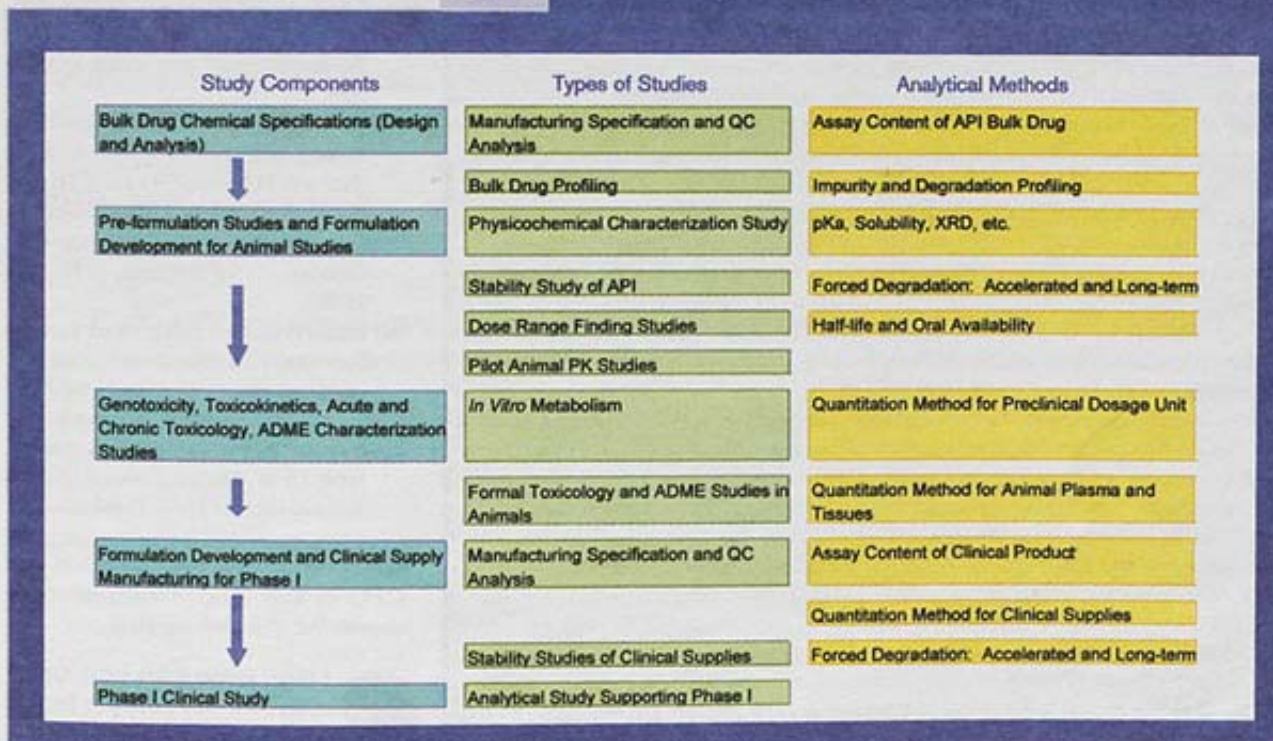 Study Components
Types of Studies
Analytical Methods
Bulk Drug Chemical Specifications (Design
and Analysis)
Manufacturing Specification and QC
Analysis
Assay Content of API Bulk Drug
Bulk Drug Profiling
Impurity and Degradation Profiling
Pre-formulation Studies and Formulation
Development for Animal Studies
Physicochemical Characterization Study
pKa, Solubility, XRD, etc.
Stability Study of API
Forced Degradation: Accelerated and Long-term
Dose Range Finding Studies
Half-life and Oral Availability
Pilot Animal PK Studies
Genotoxicity, Toxicokinetics, Acute and
Chronic Toxicology, ADME Characterization
Studies
In Vitro Metabolism
Quantitation Method for Preclinical Dosage Unit
Formal Toxicology and ADME Studies in
Animals
Quantitation Method for Animal Plasma and
Tissues
Formulation Development and Clinical Supply
Manufacturing for Phase I
Manufacturing Specification and QC
Analysis
Assay Content of Clinical Product
Quantitation Method for Clinical Supplies
Stability Studies of Clinical Supplies
Forced Degradation: Accelerated and Long-term
Phase I Clinical Study
Analytical Study Supporting Phase I